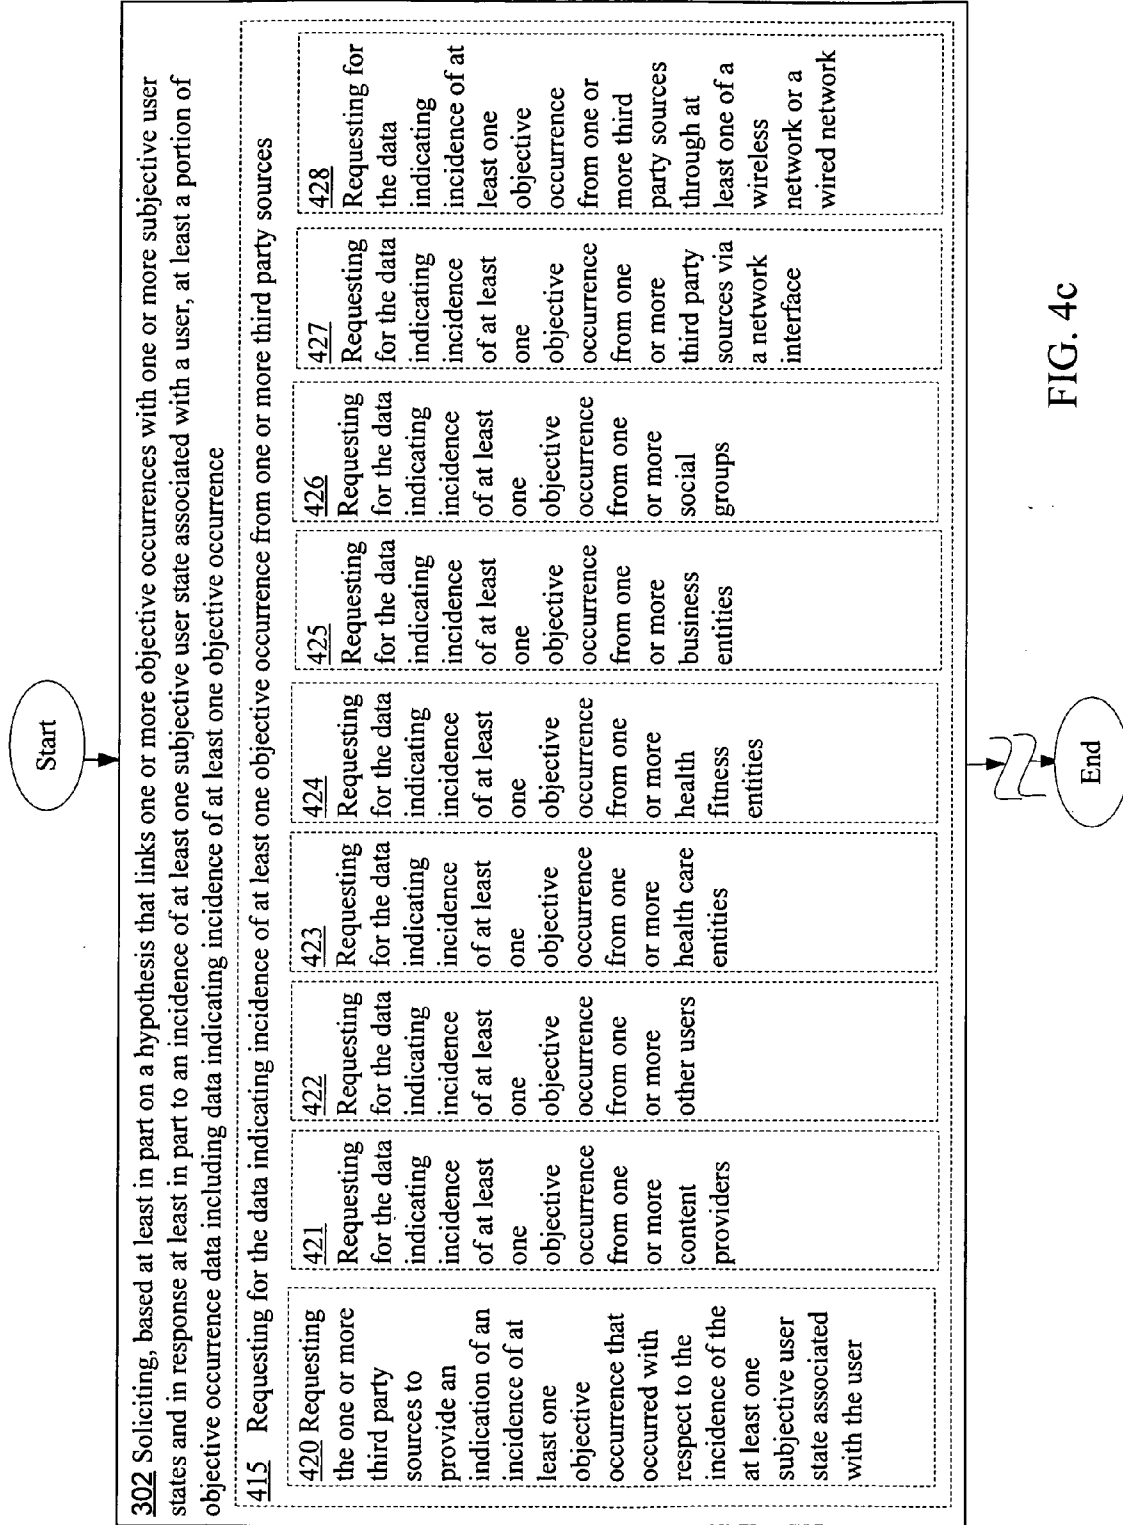 Start
302 Soliciting, based at least in part on a hypothesis that links one or more objective occurrences with one or more subjective user
states and in response at least in part to an incidence of at least one subjective user state associated with a user, at least a portion of
objective occurrence data including data indicating incidence of at least one objective occurrence
415 Requesting for the data indicating incidence of at least one objective occurrence from one or more third party sources
420 Requesting
the one or more
third party
sources to
provide an
indication of an
incidence of at
least one
objective
occurrence that
occurred with
respect to the
incidence of the
at least one
subjective user
state associated
with the user
421
Requesting
for the data
indicating
incidence
of at least
one
objective
occurrence
from one
or more
content
providers
422
Requesting
for the data
indicating
incidence
of at least
one
objective
occurrence
from one
or more
other users
423
Requesting
for the data
indicating
incidence
of at least
one
objective
occurrence
from one
or more
health care
entities
424
Requesting
for the data
indicating
incidence
of at least
one
objective
occurrence
from one
or more
health
fitness
entities
425
Requesting
for the data
indicating
incidence
of at least
one
objective
occurrence
from one
or more
business
entities
426
Requesting
for the data
indicating
incidence
of at least
one
objective
occurrence
from one
or more
social
groups
427
Requesting
for the data
indicating
incidence
of at least
one
objective
occurrence
from one
or more
third party
sources via
a network
interface
428
Requesting for
the data
indicating
incidence of at
least one
objective
occurrence
from one or
more third
party sources
through at
least one of a
wireless
network or a
wired network
End
FIG. 4c